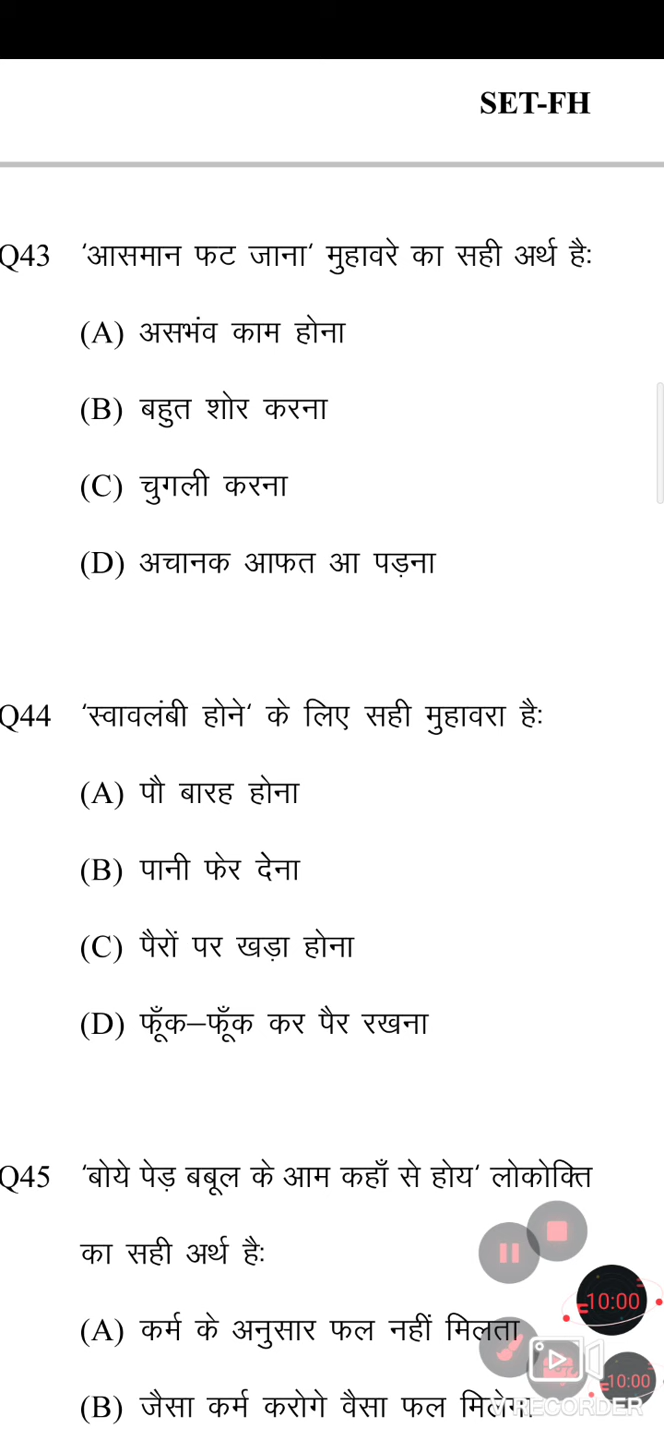 SET-FH
Q43 'आसमान फट जाना' मुहावरे का सही अर्थ है:
(A) असभंव काम होना
(B) बहुत शोर करना
(C) चुगली करना
(D) अचानक आफत आ पड़ना
Q44 'स्वावलंबी होने' के लिए सही मुहावरा है:
(A) पौ बारह होना
(B) पानी फेर देना
(C) पैरों पर खड़ा होना
(D) फूँक–फूँक कर पैर रखना
Q45 'बोये पेड़ बबूल के आम कहाँ से होय' लोकोक्ति
का सही अर्थ है:
10:00
(A) कर्म के अनुसार फल नहीं मिलता
10:00
(B) जैसा कर्म करोगे वैसा फल मिलेगा
RECORDER